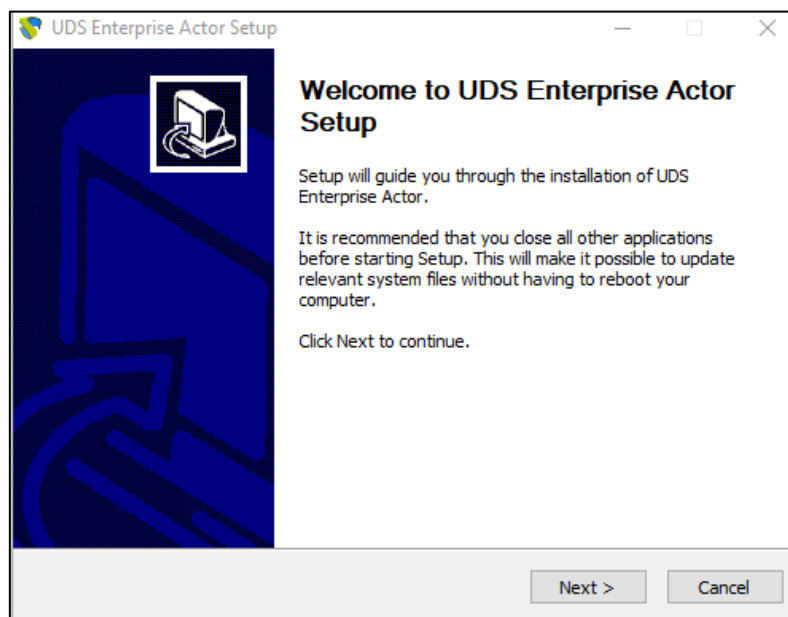 UDS Enterprise Actor Setup
Welcome to UDS Enterprise Actor
Setup
Setup will guide you through the installation of UDS
Enterprise Actor.
It is recommended that you close all other applications
before starting Setup. This will make it possible to update
relevant system files without having to reboot your
computer.
Click Next to continue.
Next >
Cancel